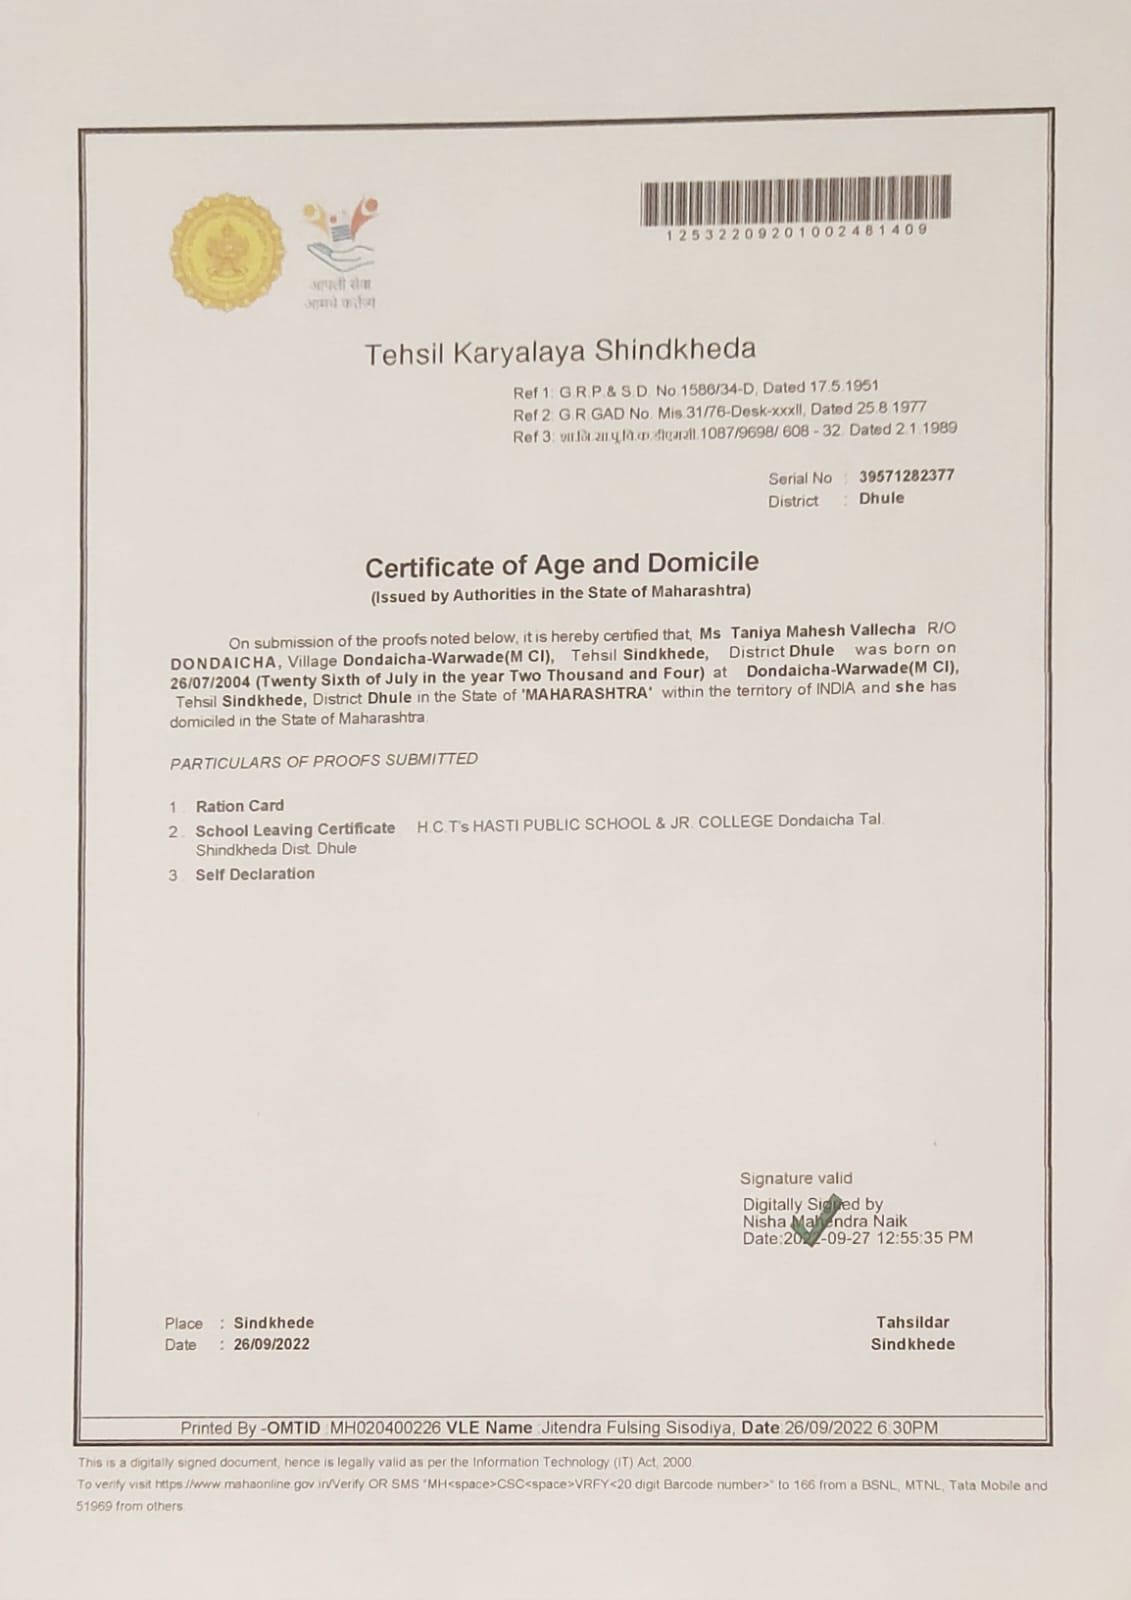 आपली सेवा
आमचे कर्तव्य
12532209201002481409
Tehsil Karyalaya Shindkheda
Ref 1: G.R.P.& S.D. No.1586/34-D, Dated 17.5.1951
Ref 2: G.R.GAD No. Mis.31/76-Desk-xxxII, Dated 25.8.1977
Ref 3: 1087/9698/ 608 - 32. Dated 2.1.1989
Serial No : 39571282377
District : Dhule
Certificate of Age and Domicile
(Issued by Authorities in the State of Maharashtra)
On submission of the proofs noted below, it is hereby certified that, Ms Taniya Mahesh Vallecha R/O
DONDAICHA, Village Dondaicha-Warwade(M CI), Tehsil Sindkhede, District Dhule was born on
26/07/2004 (Twenty Sixth of July in the year Two Thousand and Four) at Dondaicha-Warwade(M CI),
Tehsil Sindkhede, District Dhule in the State of 'MAHARASHTRA' within the territory of INDIA and she has
domiciled in the State of Maharashtra.
PARTICULARS OF PROOFS SUBMITTED
1 Ration Card
2. School Leaving Certificate H.C.T's HASTI PUBLIC SCHOOL & JR. COLLEGE Dondaicha Tal.
Shindkheda Dist. Dhule
3 Self Declaration
Signature valid
Digitally Signed by
Nisha Mahendra Naik
Date:2022-09-27 12:55:35 PM
Place : Sindkhede
Date : 26/09/2022
Tahsildar
Sindkhede
Printed By -OMTID :MH020400226 VLE Name :Jitendra Fulsing Sisodiya, Date 26/09/2022 6:30PM
This is a digitally signed document, hence is legally valid as per the Information Technology (IT) Act, 2000.
To verify visit https://www.mahaonline.gov.in/Verify OR SMS "MH<space>CSC<space>VRFY<20 digit Barcode number>" to 166 from a BSNL, MTNL, Tata Mobile and
51969 from others.